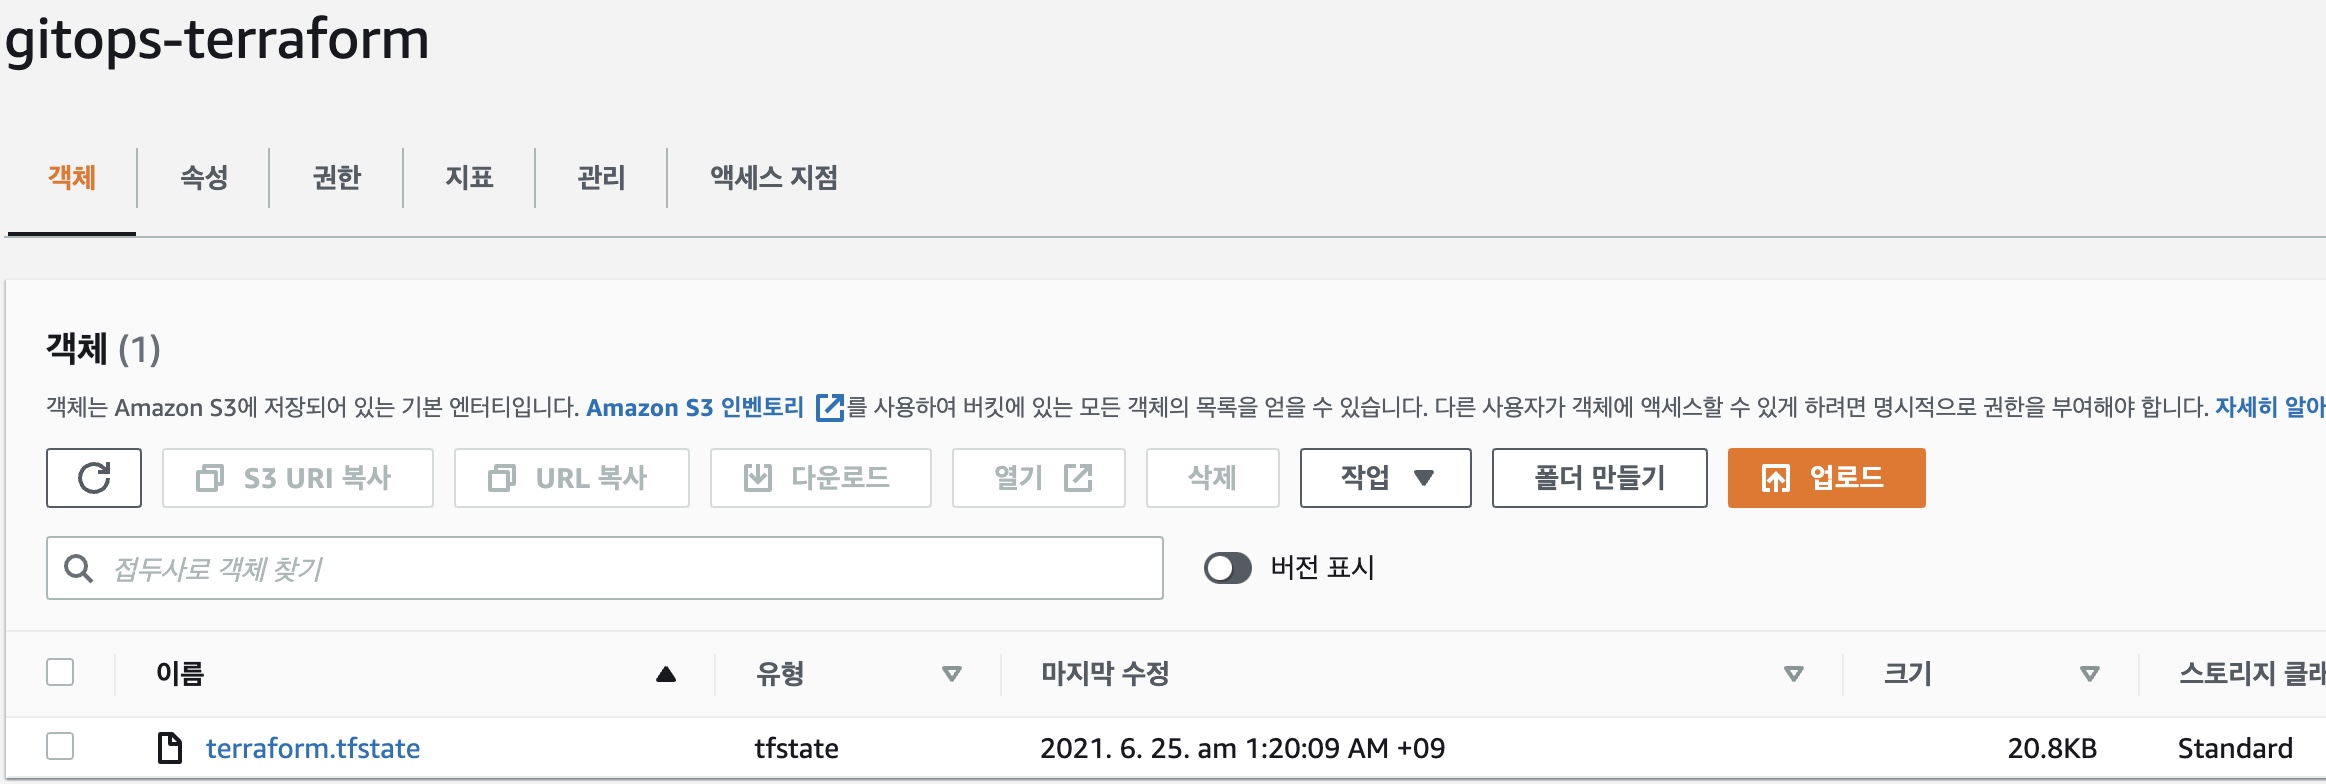 gitops-terraform
객체 속성 권한 지표 관리 액세스 지점
객체 (1)
객체는 Amazon S3에 저장되어 있는 기본 엔터티입니다. Amazon S3 인벤토리 를 사용하여 버킷에 있는 모든 객체의 목록을 얻을 수 있습니다. 다른 사용자가 객체에 액세스할 수 있게 하려면 명시적으로 권한을 부여해야 합니다. 자세히 알아
S3 URI 복사 URL 복사 다운로드 열기 삭제 작업 폴더 만들기 업로드
접두사로 객체 찾기 버전 표시
이름 유형 마지막 수정 크기 스토리지 클래
terraform.tfstate tfstate 2021. 6. 25. am 1:20:09 AM +09 20.8KB Standard